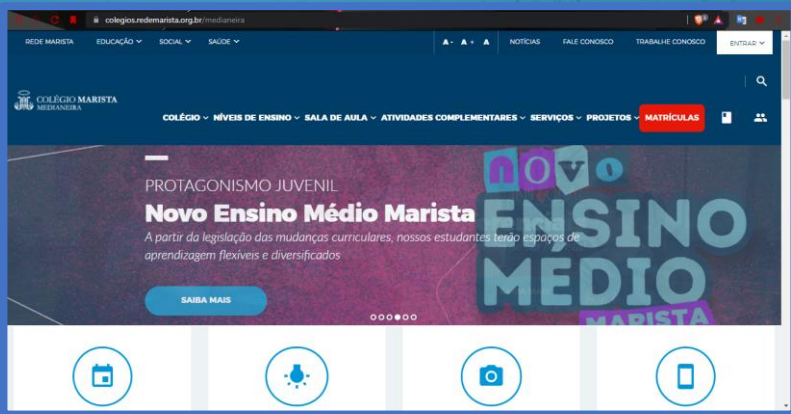 colegios.redemarista.org.br/medianeira
REDE MARISTA EDUCAÇÃO SOCIAL SAÚDE A- A+ A NOTÍCIAS FALE CONOSCO TRABALHE CONOSCO ENTRAR
COLÉGIO MARISTA
MEDIANEIRA
COLÉGIO NÍVEIS DE ENSINO SALA DE AULA ATIVIDADES COMPLEMENTARES SERVIÇOS PROJETOS MATRÍCULAS
PROTAGONISMO JUVENIL
Novo Ensino Médio Marista
A partir da legislação das mudanças curriculares, nossos estudantes terão espaços de
aprendizagem flexíveis e diversificados
SAIBA MAIS
NOVO
ENSINO
MÉDIO
MARISTA